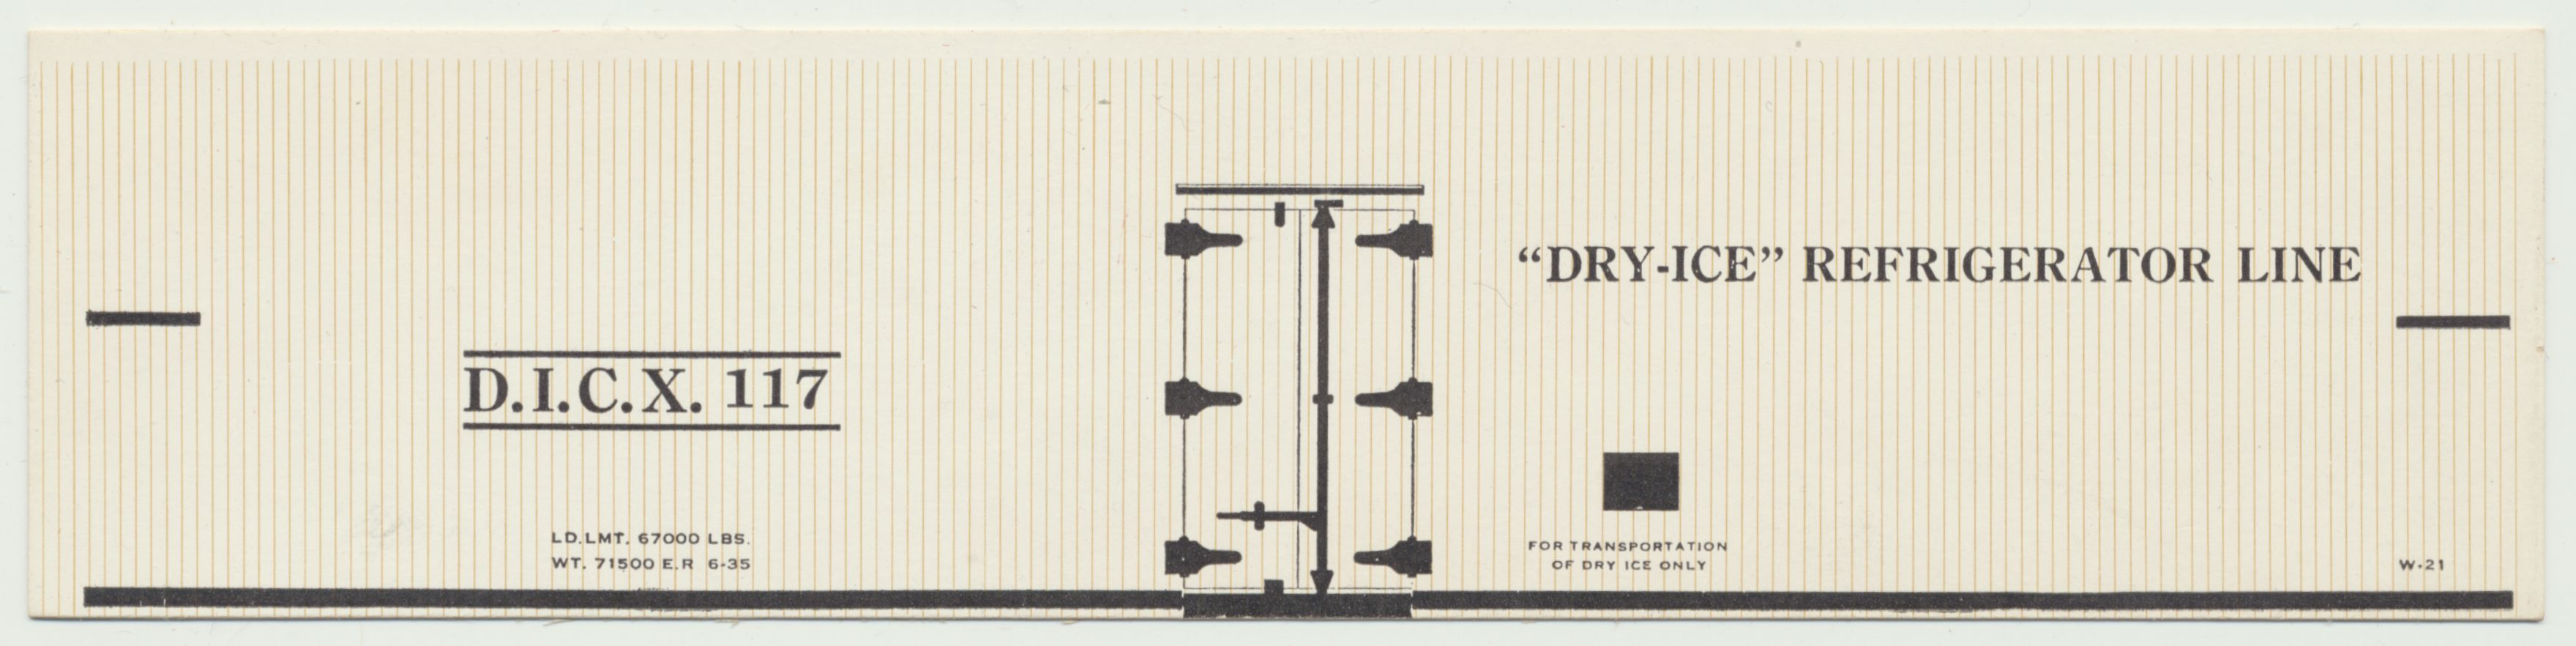 "DRY-ICE" REFRIGERATOR LINE
D.I.C.X. 117
LD.LMT. 67000 LBS.
WT. 71500 E.R 6-35
FOR TRANSPORTATION
OF DRY ICE ONLY
W-21